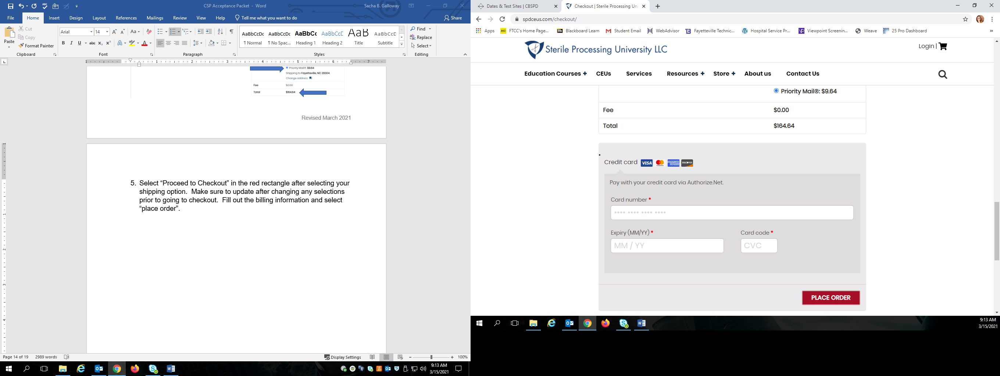 CSP Acceptance Packet - Word
Sacha B. Galloway
File Home Insert Design Layout References Mailings Review View Help Tell me what you want to do Share
Paste
Cut
Copy
Format Painter
Clipboard
Arial 14
Font
Paragraph
AaBbCcDc AaBbCcDc AaBbCc AaBbCcE AaB AaBbCcD
¶ Normal ¶ No Spac... Heading 1 Heading 2 Title Subtitle
Styles
Find
Replace
Select
Editing
Priority Mail®: $9.64
Shipping to Fayetteville, NC 28304.
Change address
Fee $0.00
Total $164.64
Revised March 2021
5. Select “Proceed to Checkout” in the red rectangle after selecting your
shipping option. Make sure to update after changing any selections
prior to going to checkout. Fill out the billing information and select
“place order”.
Page 14 of 19 2989 words Display Settings 100%
9:13 AM
3/15/2021
Dates & Test Sites | CBSPD
Checkout | Sterile Processing Uni
spdceus.com/checkout/
Apps FTCC's Home Page... Blackboard Learn Student Email WebAdvisor Fayetteville Technic... Hospital Service Pr... Viewpoint Screenin... Weave 25 Pro Dashboard
Sterile Processing University LLC
Login |
Education Courses + CEUs Services Resources + Store + About us Contact Us
Priority Mail®: $9.64
Fee $0.00
Total $164.64
Credit card VISA DISCOVER
Pay with your credit card via Authorize.Net.
Card number *
•••• •••• •••• ••••
Expiry (MM/YY) * Card code *
MM / YY CVC
PLACE ORDER
9:13 AM
3/15/2021